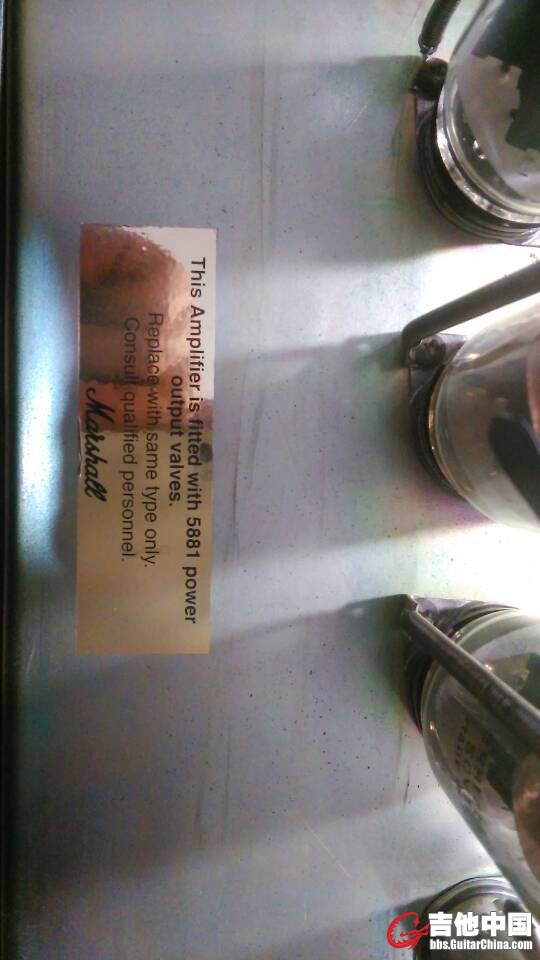 This Amplifier is fitted with 5881 power
output valves.
Replace with same type only.
Consult qualified personnel.
Marshall
吉他中国
bbs.GuitarChina.com